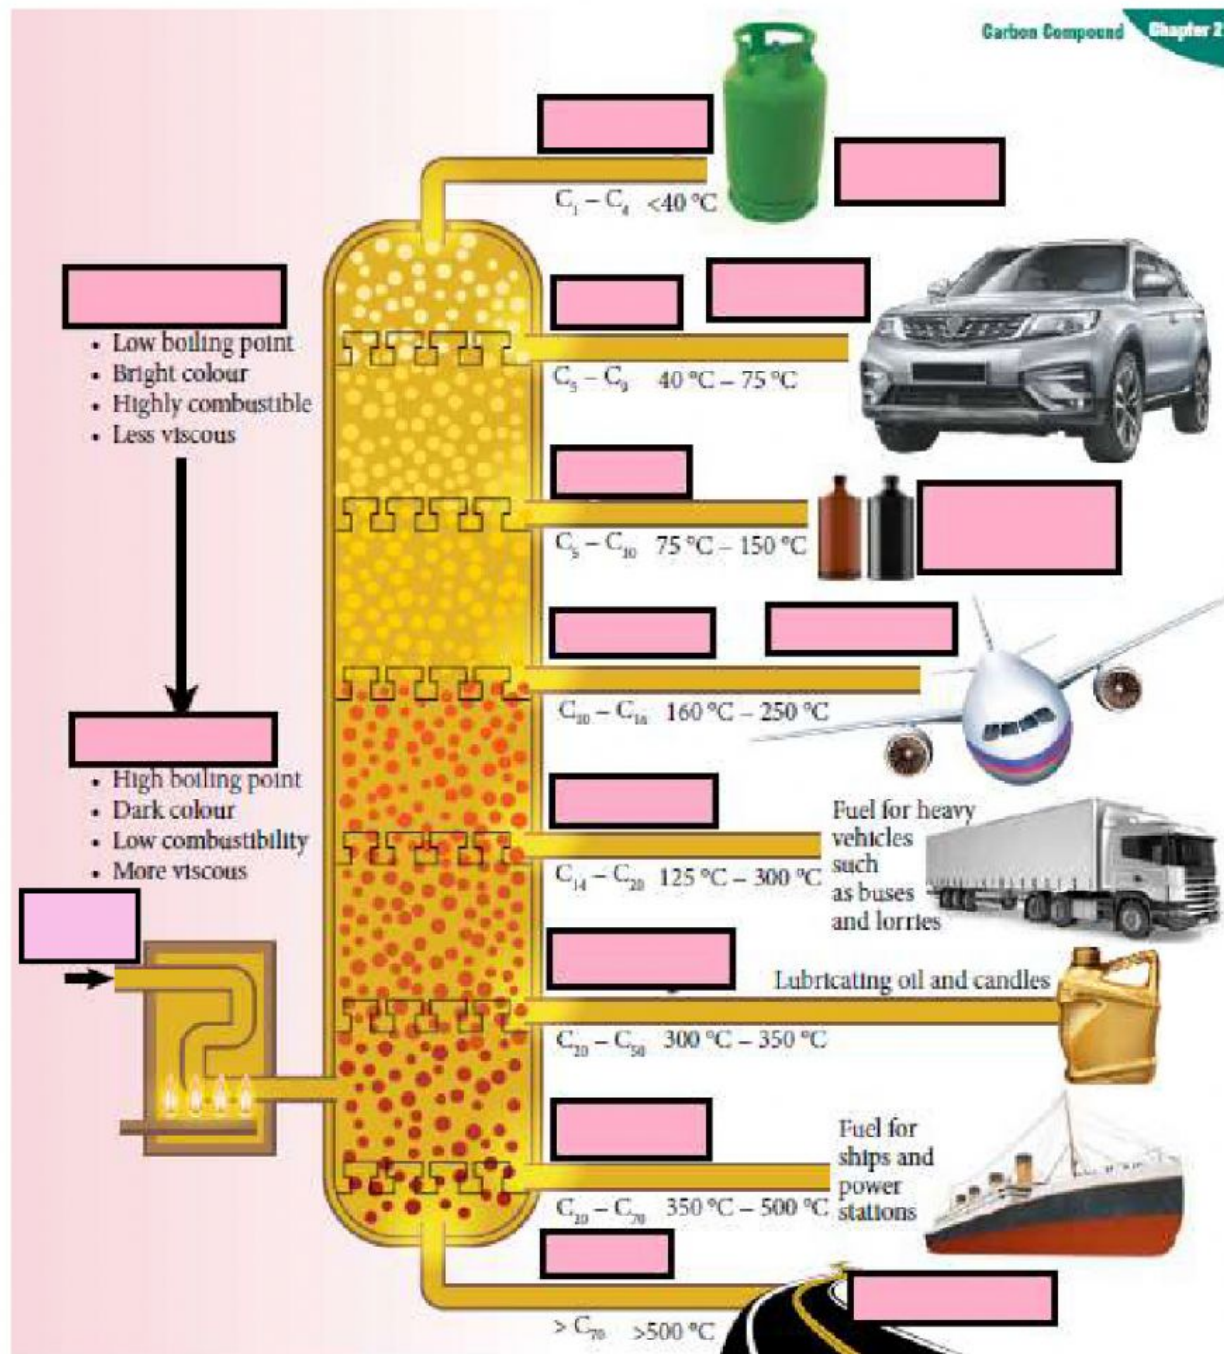 Carbon Compound Chapter 2
C₁ – C₄ <40 °C
• Low boiling point
• Bright colour
• Highly combustible
• Less viscous
C₅ – C₉ 40 °C – 75 °C
C₅ – C₁₀ 75 °C – 150 °C
C₁₀ – C₁₆ 160 °C – 250 °C
• High boiling point
• Dark colour
• Low combustibility
• More viscous
Fuel for heavy
vehicles
such
as buses
and lorries
C₁₄ – C₂₀ 125 °C – 300 °C
Lubricating oil and candles
C₂₀ – C₅₀ 300 °C – 350 °C
Fuel for
ships and
power
stations
C₂₀ – C₇₀ 350 °C – 500 °C
> C₇₀ >500 °C